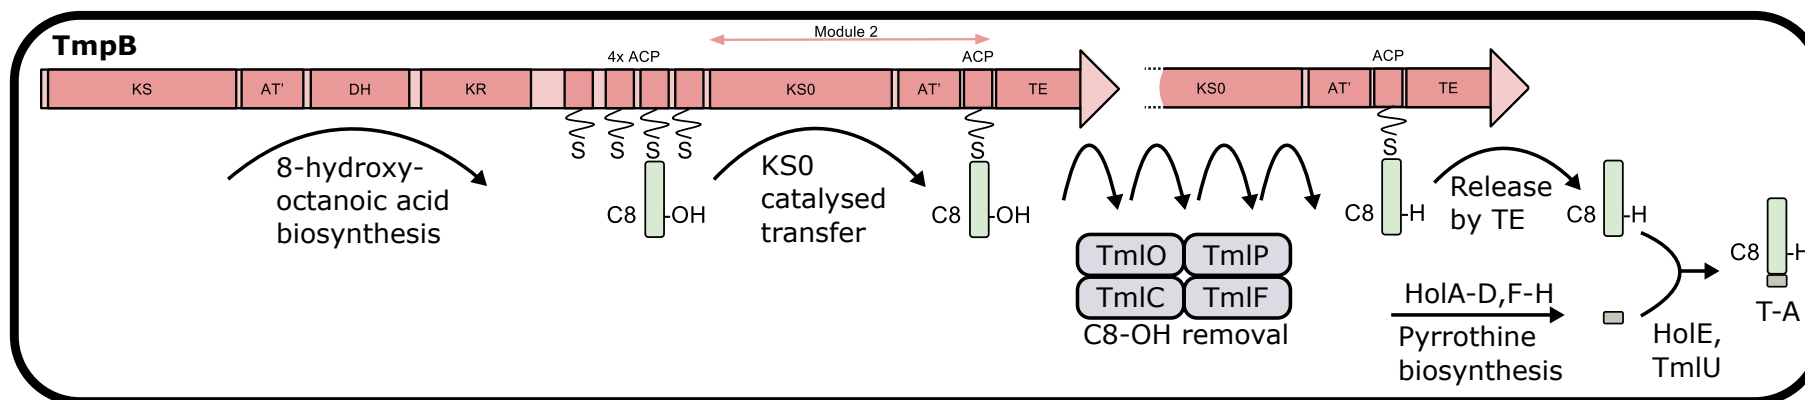 TmpB
Module 2
4x ACP
ACP
ACP
KS
AT'
DH
KR
KS0
AT'
TE
KS0
AT'
TE
S
S
S
S
S
S
8-hydroxy-
octanoic acid
biosynthesis
C8
-OH
KS0
catalysed
transfer
C8
-OH
TmlO
TmlP
TmlC
TmlF
C8-OH removal
C8
-H
Release
by TE
C8
-H
HolA-D,F-H
Pyrrothine
biosynthesis
HolE,
TmlU
C8
-H
T-A